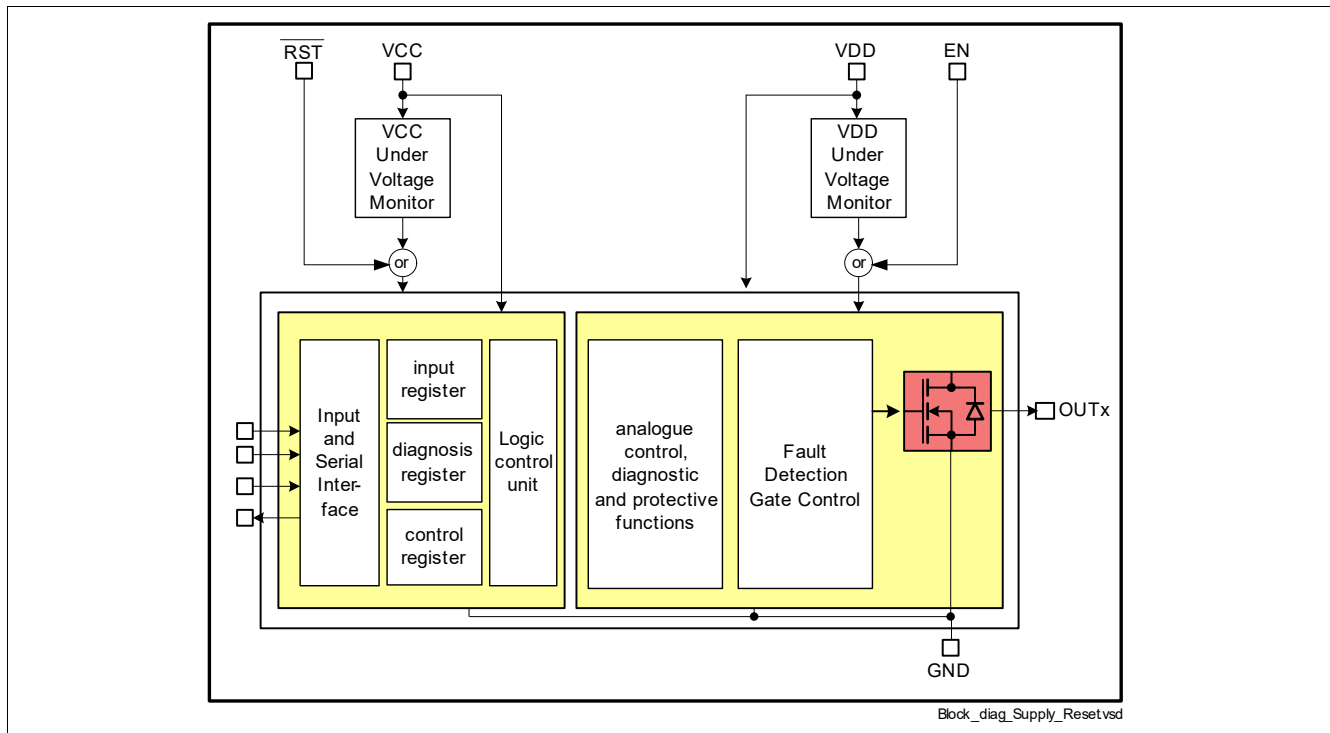 RST
VCC
VDD
EN
VCC
Under
Voltage
Monitor
VDD
Under
Voltage
Monitor
or
or
Input
and
Serial
Inter-
face
input
register
diagnosis
register
control
register
Logic
control
unit
analogue
control,
diagnostic
and protective
functions
Fault
Detection
Gate Control
OUTx
GND
Block_diag_Supply_Reset.vsd